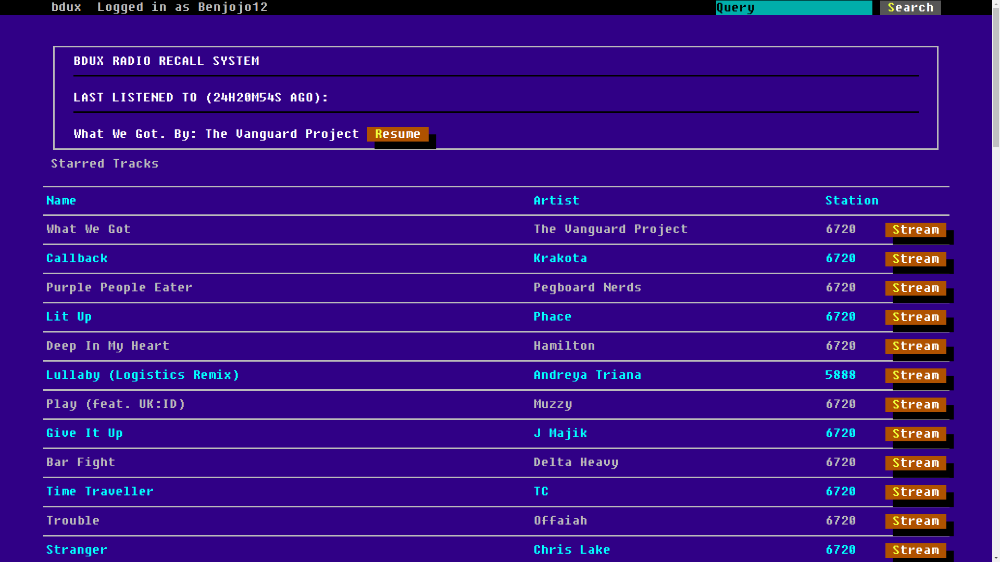 bdux Logged in as Benjojo12 Query Search
BDUX RADIO RECALL SYSTEM
LAST LISTENED TO (24H20M54S AGO):
What We Got. By: The Vanguard Project Resume
Starred Tracks
Name Artist Station
What We Got The Vanguard Project 6720 Stream
Callback Krakota 6720 Stream
Purple People Eater Pegboard Nerds 6720 Stream
Lit Up Phace 6720 Stream
Deep In My Heart Hamilton 6720 Stream
Lullaby (Logistics Remix) Andreya Triana 5888 Stream
Play (feat. UK:ID) Muzzy 6720 Stream
Give It Up J Majik 6720 Stream
Bar Fight Delta Heavy 6720 Stream
Time Traveller TC 6720 Stream
Trouble Offaiah 6720 Stream
Stranger Chris Lake 6720 Stream